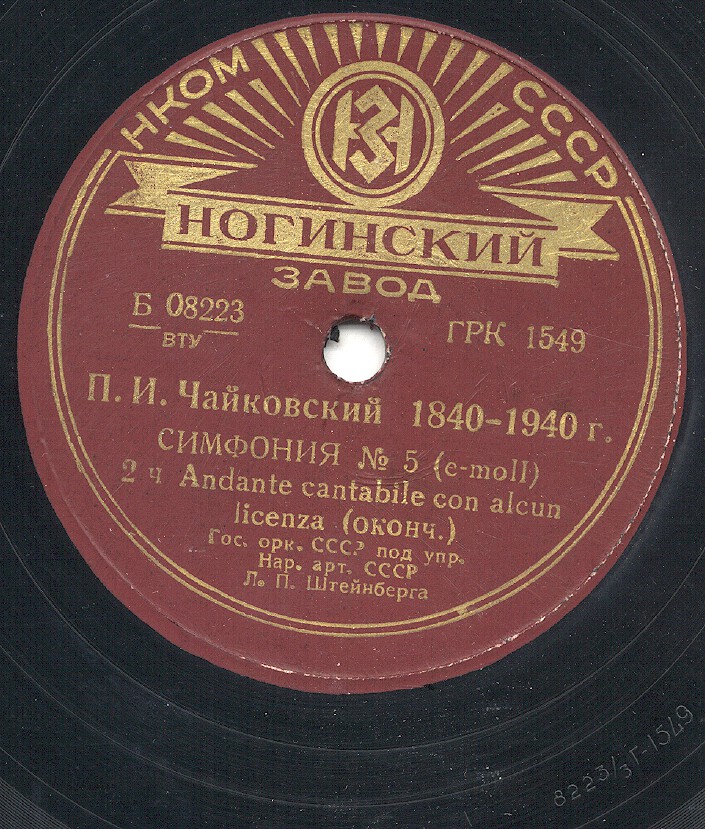 НКОМ СССР
НЗН
НОГИНСКИЙ
ЗАВОД
Б 08223
ВТУ
ГРК 1549
П. И. Чайковский 1840-1940 г.
СИМФОНИЯ № 5 (e-moll)
2 ч Andante cantabile con alcun
licenza (оконч.)
Гос. орк. СССР под упр.
Нар. арт. СССР
Л. П. Штейнберга
8223/3Г-1549